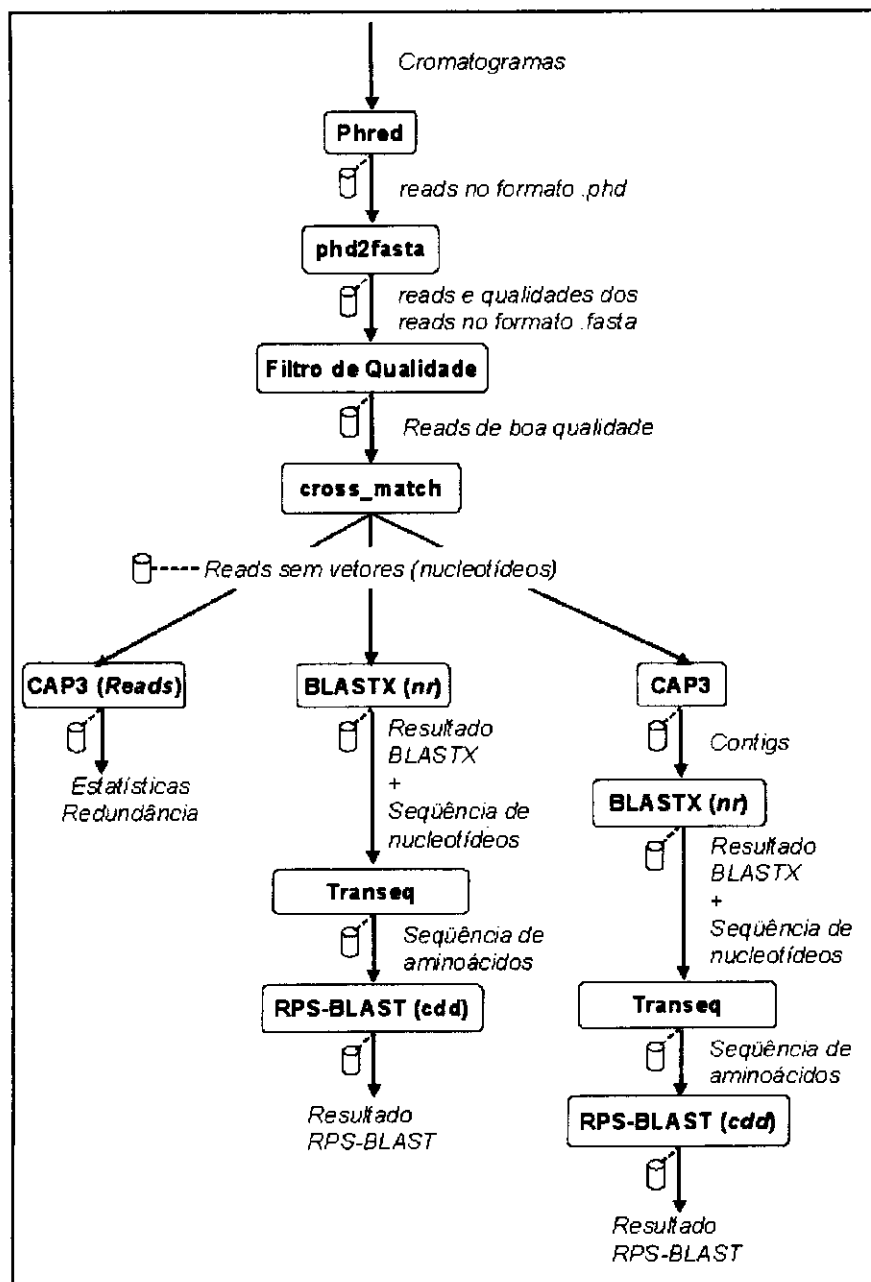 Cromatogramas
Phred
reads no formato .phd
phd2fasta
reads e qualidades dos
reads no formato .fasta
Filtro de Qualidade
Reads de boa qualidade
cross_match
Reads sem vetores (nucleotídeos)
CAP3 (Reads)
Estatísticas
Redundância
BLASTX (nr)
Resultado
BLASTX
+
Seqüência de
nucleotídeos
Transeq
Seqüência de
aminoácidos
RPS-BLAST (cdd)
Resultado
RPS-BLAST
CAP3
Contigs
BLASTX (nr)
Resultado
BLASTX
+
Seqüência de
nucleotídeos
Transeq
Seqüência de
aminoácidos
RPS-BLAST (cdd)
Resultado
RPS-BLAST